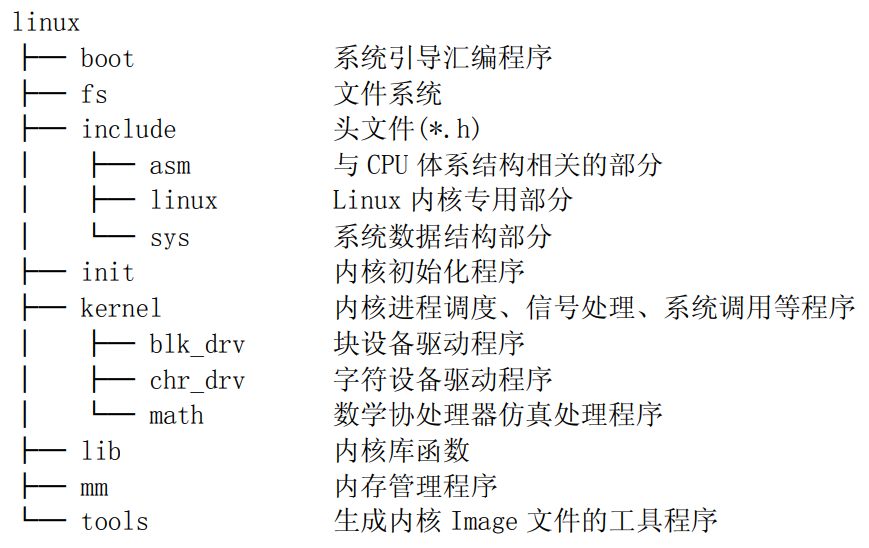 linux
├── boot 系统引导汇编程序
├── fs 文件系统
├── include 头文件(*.h)
│   ├── asm 与 CPU 体系结构相关的部分
│   ├── linux Linux 内核专用部分
│   └── sys 系统数据结构部分
├── init 内核初始化程序
├── kernel 内核进程调度、信号处理、系统调用等程序
│   ├── blk_drv 块设备驱动程序
│   ├── chr_drv 字符设备驱动程序
│   └── math 数学协处理器仿真处理程序
├── lib 内核库函数
├── mm 内存管理程序
└── tools 生成内核 Image 文件的工具程序